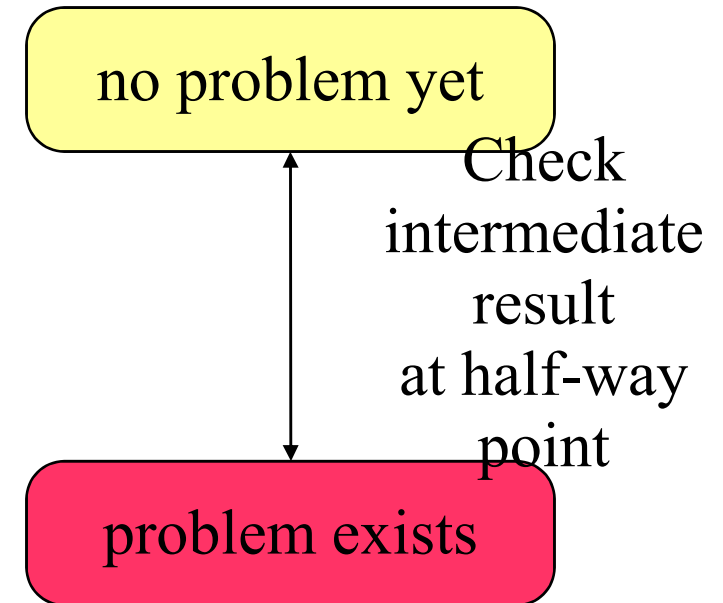 no problem yet
Check
intermediate
result
at half-way
point
problem exists